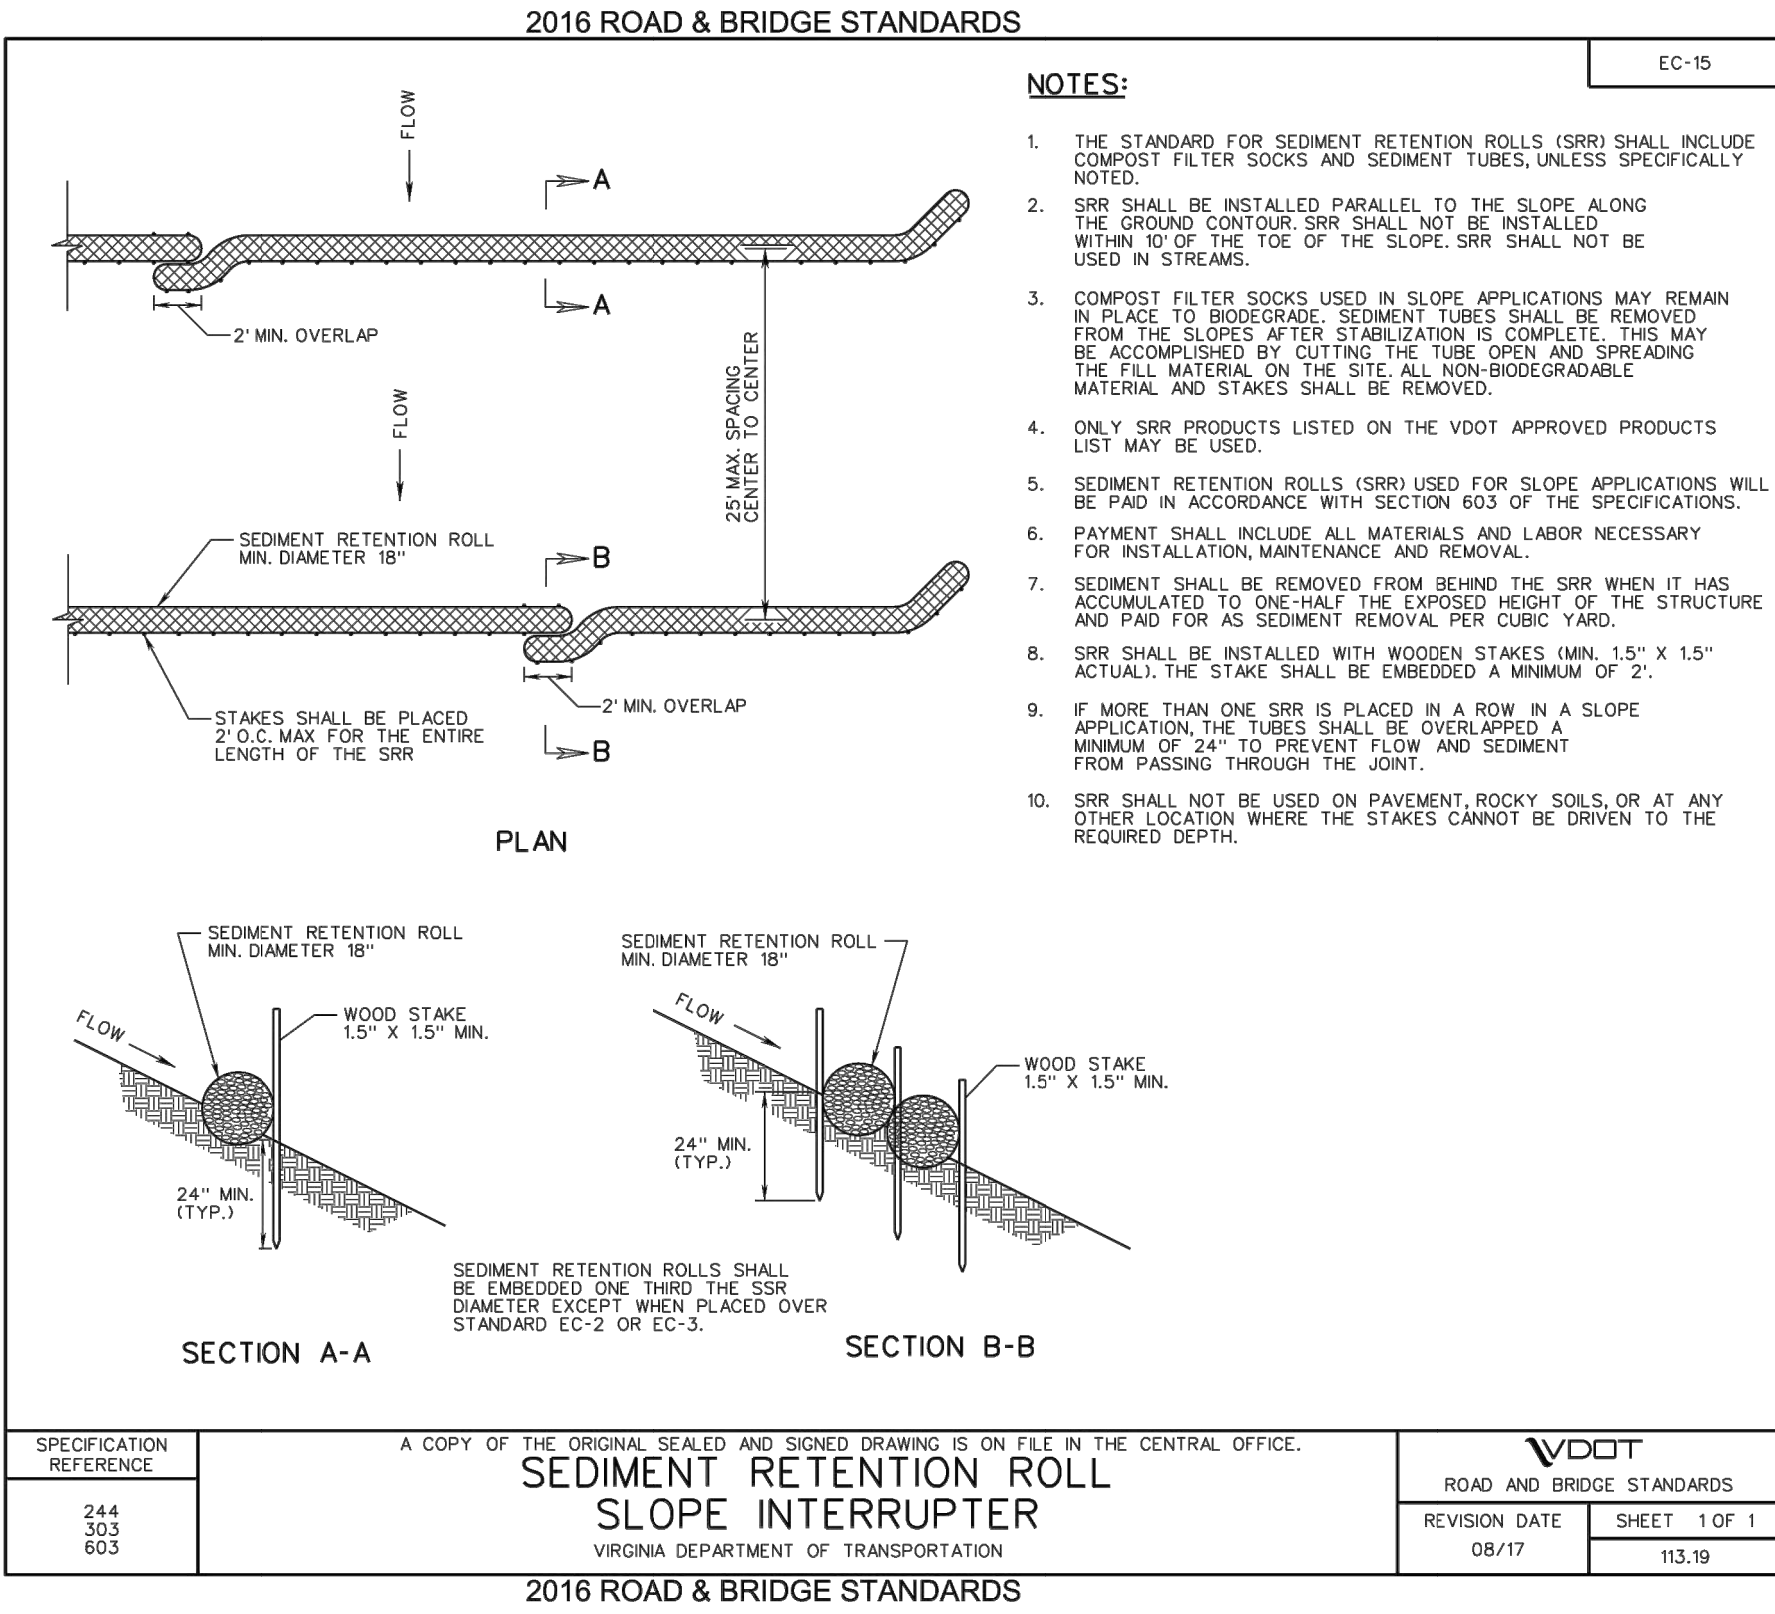 2016 ROAD & BRIDGE STANDARDS
EC-15
FLOW
A
A
2' MIN. OVERLAP
25' MAX. SPACING
CENTER TO CENTER
FLOW
SEDIMENT RETENTION ROLL
MIN. DIAMETER 18"
B
2' MIN. OVERLAP
STAKES SHALL BE PLACED
2' O.C. MAX FOR THE ENTIRE
LENGTH OF THE SRR
B
PLAN
NOTES:
1. THE STANDARD FOR SEDIMENT RETENTION ROLLS (SRR) SHALL INCLUDE
COMPOST FILTER SOCKS AND SEDIMENT TUBES, UNLESS SPECIFICALLY
NOTED.
2. SRR SHALL BE INSTALLED PARALLEL TO THE SLOPE ALONG
THE GROUND CONTOUR. SRR SHALL NOT BE INSTALLED
WITHIN 10' OF THE TOE OF THE SLOPE. SRR SHALL NOT BE
USED IN STREAMS.
3. COMPOST FILTER SOCKS USED IN SLOPE APPLICATIONS MAY REMAIN
IN PLACE TO BIODEGRADE. SEDIMENT TUBES SHALL BE REMOVED
FROM THE SLOPES AFTER STABILIZATION IS COMPLETE. THIS MAY
BE ACCOMPLISHED BY CUTTING THE TUBE OPEN AND SPREADING
THE FILL MATERIAL ON THE SITE. ALL NON-BIODEGRADABLE
MATERIAL AND STAKES SHALL BE REMOVED.
4. ONLY SRR PRODUCTS LISTED ON THE VDOT APPROVED PRODUCTS
LIST MAY BE USED.
5. SEDIMENT RETENTION ROLLS (SRR) USED FOR SLOPE APPLICATIONS WILL
BE PAID IN ACCORDANCE WITH SECTION 603 OF THE SPECIFICATIONS.
6. PAYMENT SHALL INCLUDE ALL MATERIALS AND LABOR NECESSARY
FOR INSTALLATION, MAINTENANCE AND REMOVAL.
7. SEDIMENT SHALL BE REMOVED FROM BEHIND THE SRR WHEN IT HAS
ACCUMULATED TO ONE-HALF THE EXPOSED HEIGHT OF THE STRUCTURE
AND PAID FOR AS SEDIMENT REMOVAL PER CUBIC YARD.
8. SRR SHALL BE INSTALLED WITH WOODEN STAKES (MIN. 1.5" X 1.5"
ACTUAL). THE STAKE SHALL BE EMBEDDED A MINIMUM OF 2'.
9. IF MORE THAN ONE SRR IS PLACED IN A ROW IN A SLOPE
APPLICATION, THE TUBES SHALL BE OVERLAPPED A
MINIMUM OF 24" TO PREVENT FLOW AND SEDIMENT
FROM PASSING THROUGH THE JOINT.
10. SRR SHALL NOT BE USED ON PAVEMENT, ROCKY SOILS, OR AT ANY
OTHER LOCATION WHERE THE STAKES CANNOT BE DRIVEN TO THE
REQUIRED DEPTH.
SEDIMENT RETENTION ROLL
MIN. DIAMETER 18"
FLOW
WOOD STAKE
1.5" X 1.5" MIN.
24" MIN.
(TYP.)
SECTION A-A
SEDIMENT RETENTION ROLLS SHALL
BE EMBEDDED ONE THIRD THE SSR
DIAMETER EXCEPT WHEN PLACED OVER
STANDARD EC-2 OR EC-3.
SEDIMENT RETENTION ROLL
MIN. DIAMETER 18"
FLOW
WOOD STAKE
1.5" X 1.5" MIN.
24" MIN.
(TYP.)
SECTION B-B
SPECIFICATION
REFERENCE
244
303
603
A COPY OF THE ORIGINAL SEALED AND SIGNED DRAWING IS ON FILE IN THE CENTRAL OFFICE.
SEDIMENT RETENTION ROLL
SLOPE INTERRUPTER
VIRGINIA DEPARTMENT OF TRANSPORTATION
VDOT
ROAD AND BRIDGE STANDARDS
REVISION DATE
08/17
SHEET 1 OF 1
113.19
2016 ROAD & BRIDGE STANDARDS